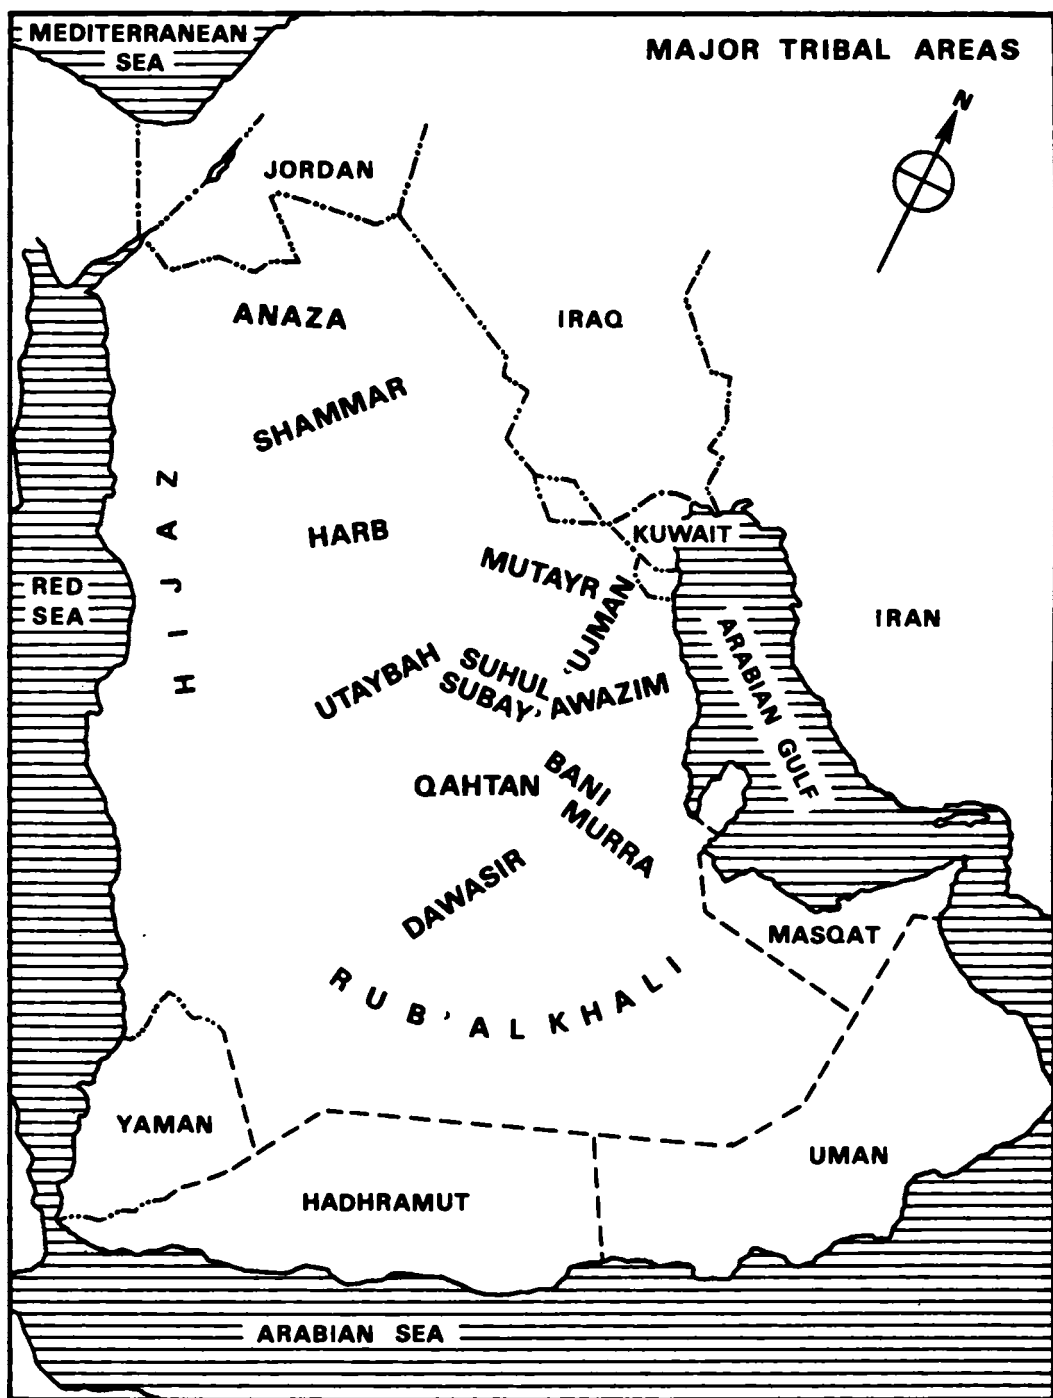 MEDITERRANEAN
SEA
MAJOR TRIBAL AREAS
N
JORDAN
ANAZA
IRAQ
SHAMMAR
HIJAZ
HARB
KUWAIT
MUTAYR
RED
SEA
'UJMAN
IRAN
ARABIAN GULF
UTAYBAH
SUHUL
SUBAY'
AWAZIM
QAHTAN
BANI
MURRA
DAWASIR
MASQAT
RUB' AL KHALI
YAMAN
UMAN
HADHRAMUT
ARABIAN SEA